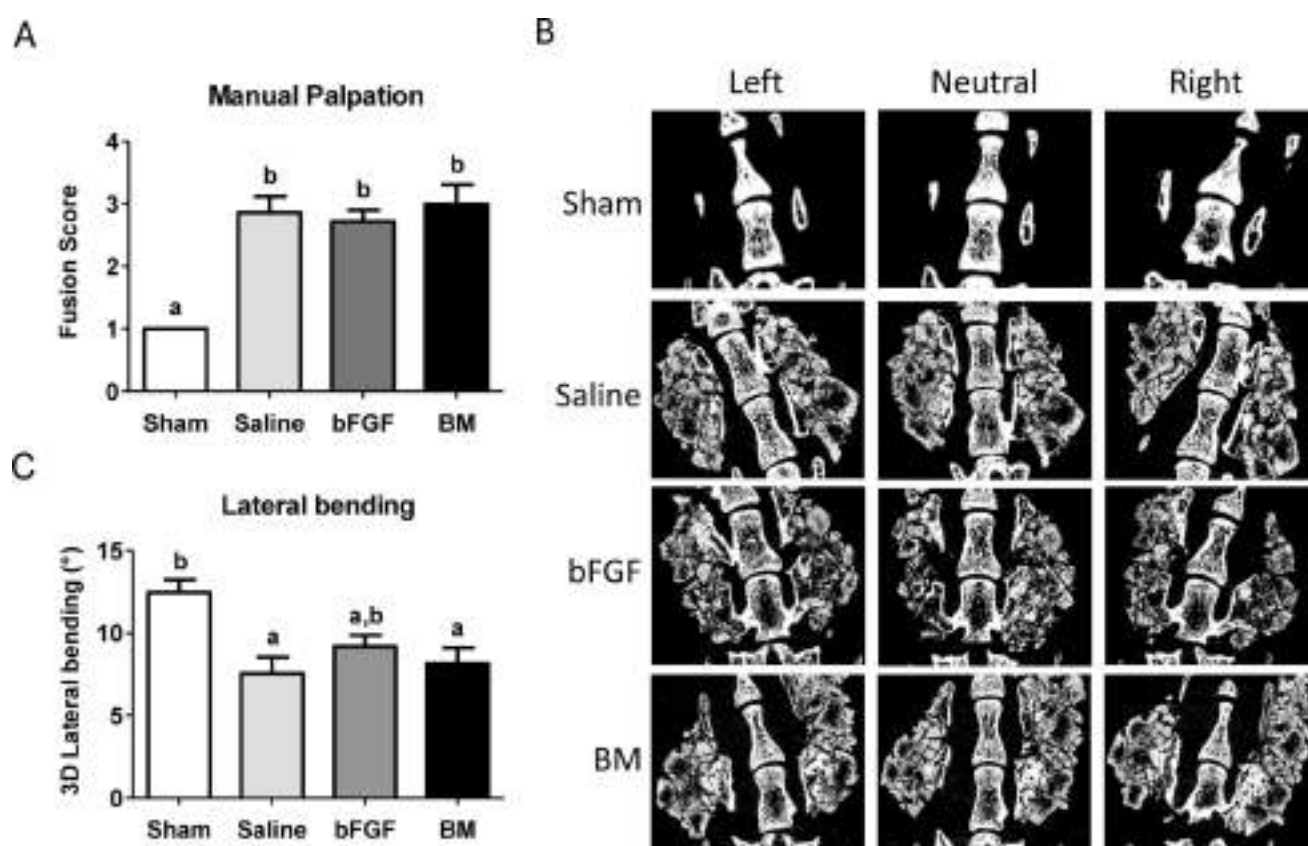 A
Manual Palpation
Fusion Score
4
3
2
1
0
a
b
b
b
Sham
Saline
bFGF
BM
B
Left
Neutral
Right
Sham
Saline
bFGF
BM
C
Lateral bending
3D Lateral bending (°)
15
10
5
0
b
a
a,b
a
Sham
Saline
bFGF
BM